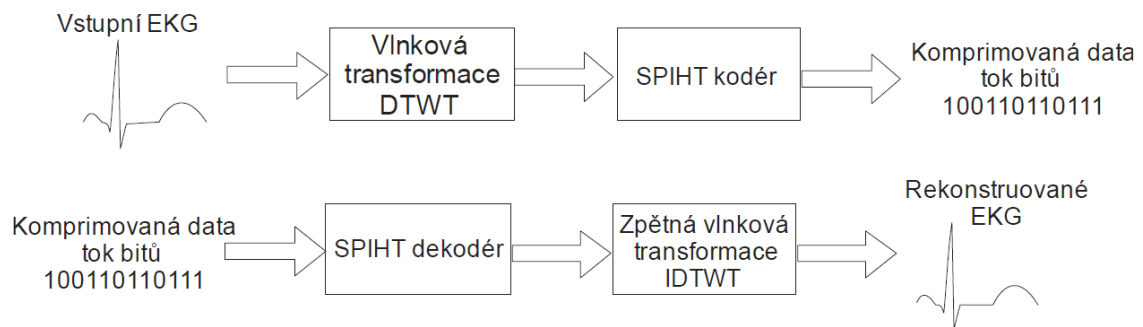 Vstupní EKG
Vlnková
transformace
DTWT
SPIHT kodér
Komprimovaná data
tok bitů
100110110111
Komprimovaná data
tok bitů
100110110111
SPIHT dekodér
Zpětná vlnková
transformace
IDTWT
Rekonstruované
EKG